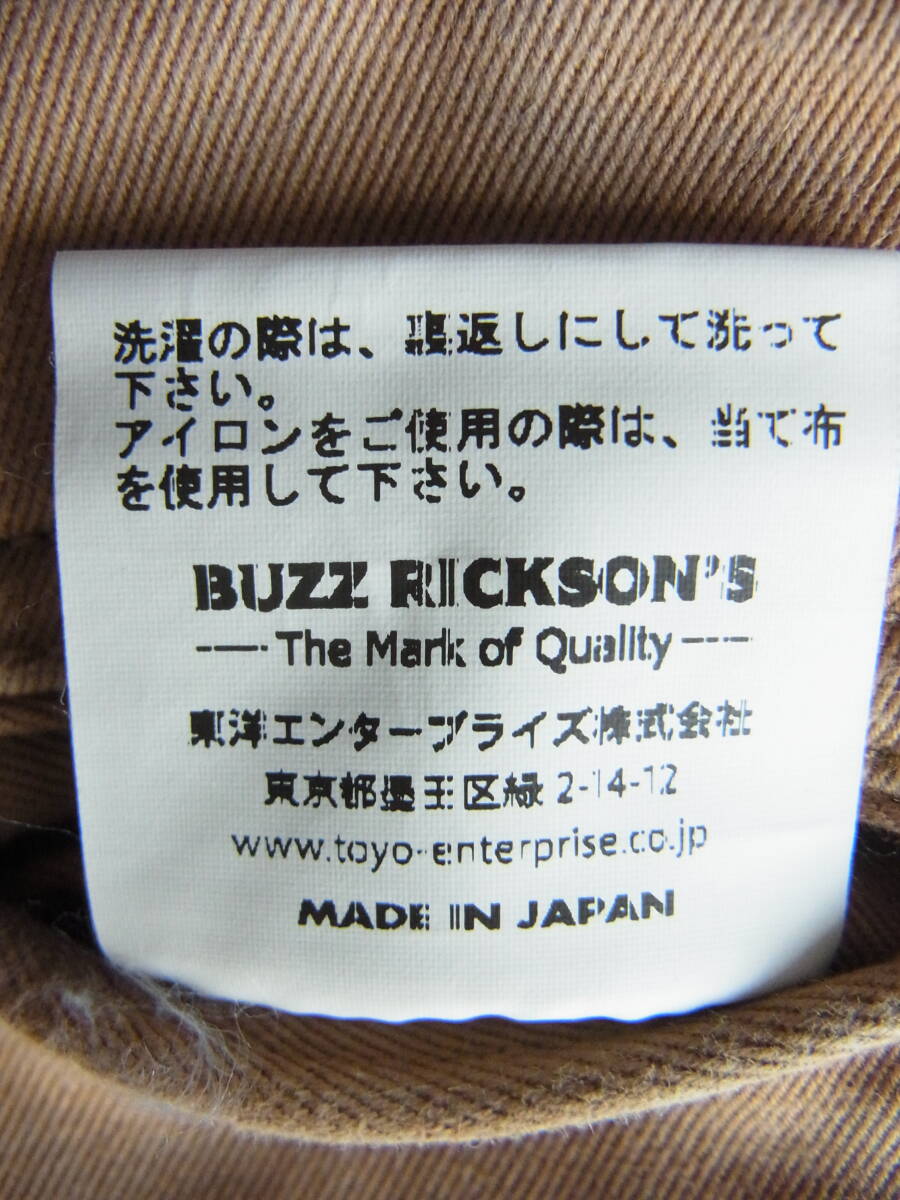 洗濯の際は、裏返しにして洗って
下さい。
アイロンをご使用の際は、当て布
を使用して下さい。
BUZZ RICKSON'S
The Mark of Quality
東洋エンタープライズ株式会社
東京都墨王区緑 2-14-12
www.toyo-enterprise.co.jp
MADE IN JAPAN